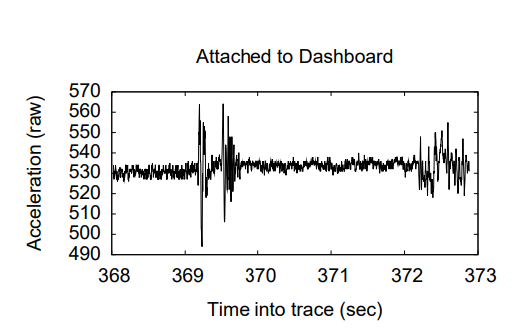 Attached to Dashboard
Acceleration (raw)
570
560
550
540
530
520
510
500
490
368 369 370 371 372 373
Time into trace (sec)